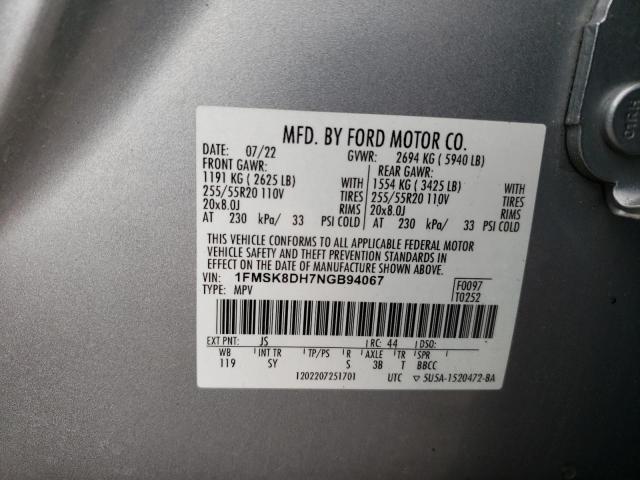 MFD. BY FORD MOTOR CO.
DATE: 07/22 GVWR: 2694 KG ( 5940 LB)
FRONT GAWR: REAR GAWR:
1191 KG ( 2625 LB) WITH 1554 KG ( 3425 LB) WITH
255/55R20 110V TIRES 255/55R20 110V TIRES
20x8.0J RIMS 20x8.0J RIMS
AT 230 kPa/ 33 PSI COLD AT 230 kPa/ 33 PSI COLD
THIS VEHICLE CONFORMS TO ALL APPLICABLE FEDERAL MOTOR
VEHICLE SAFETY AND THEFT PREVENTION STANDARDS IN
EFFECT ON THE DATE OF MANUFACTURE SHOWN ABOVE.
VIN: 1FMSK8DH7NGB94067 F0097
TYPE: MPV T0252
EXT PNT: JS RC: 44 DSO:
WB INT TR TP/PS R AXLE TR SPR
119 SY S 3B T BBCC
1202207251701 UTC ▽ 5U5A-1520472-BA